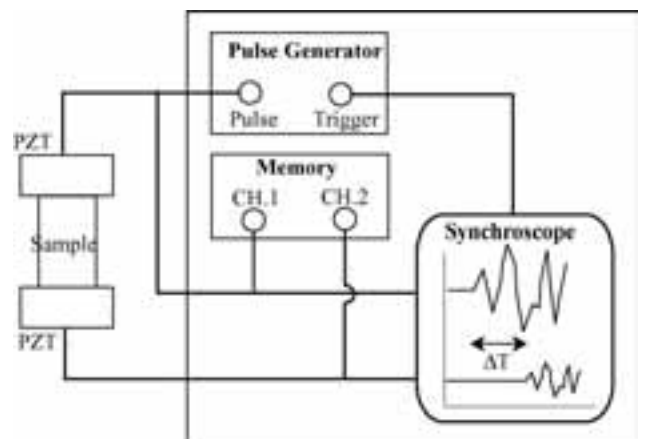 Pulse Generator
Pulse Trigger
PZT
Memory
CH.1 CH.2
Sample
Synchroscope
PZT
ΔT